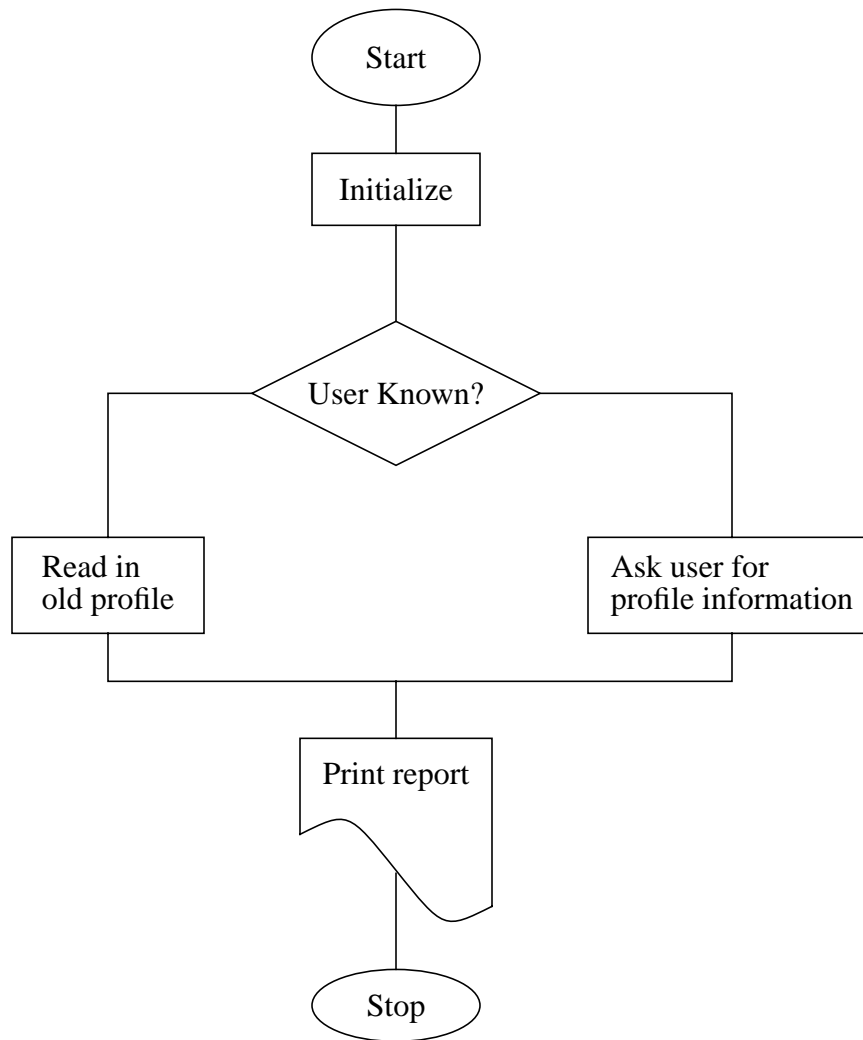 Start
Initialize
User Known?
Read in
old profile
Ask user for
profile information
Print report
Stop